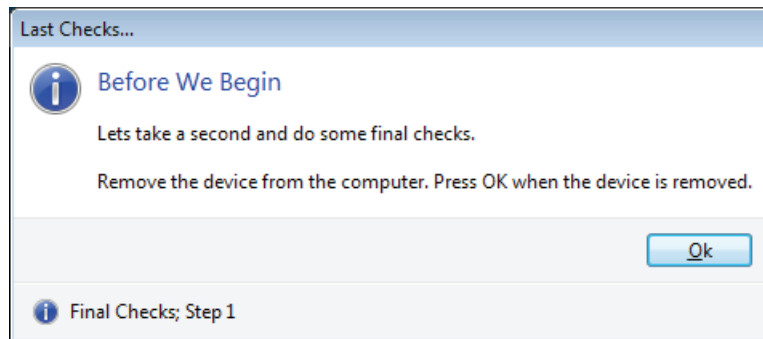 Last Checks...
Before We Begin
Lets take a second and do some final checks.
Remove the device from the computer. Press OK when the device is removed.
Ok
Final Checks; Step 1